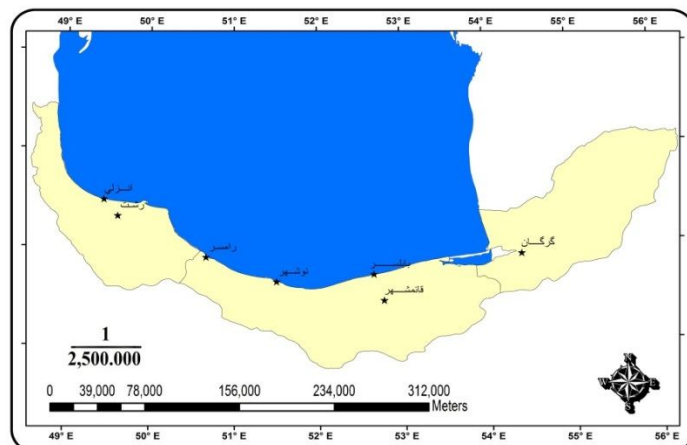 49° E 50° E 51° E 52° E 53° E 54° E 55° E 56° E
انزلي
رشت
رامسر
نوشهر
بابلسر
قائمشهر
گرگان
1
2,500.000
0 39,000 78,000 156,000 234,000 312,000
Meters
49° E 50° E 51° E 52° E 53° E 54° E 55° E 56° E